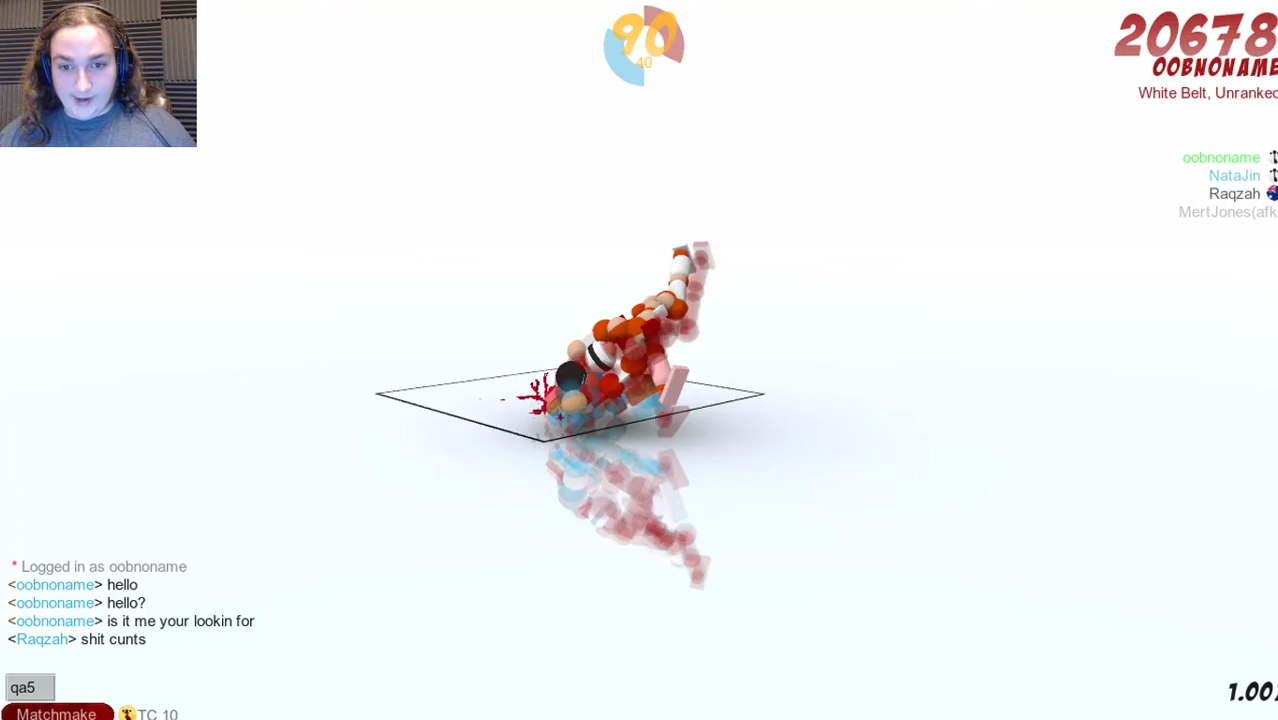 90
40
20678
OOBNONAME
White Belt, Unranked
oobnoname
NataJin
Raqzah
MertJones(afk
* Logged in as oobnoname
<oobnoname> hello
<oobnoname> hello?
<oobnoname> is it me your lookin for
<Raqzah> shit cunts
qa5
1.00
Matchmake TC 10